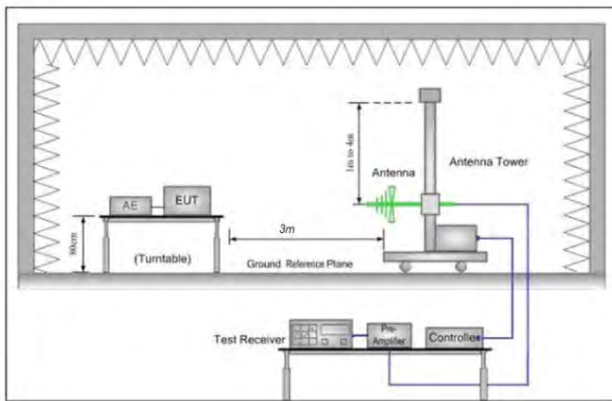 1m to 4m
Antenna
Antenna Tower
AE
EUT
80cm
3m
(Turntable)
Ground Reference Plane
Test Receiver
Pre-
Amplifier
Controller